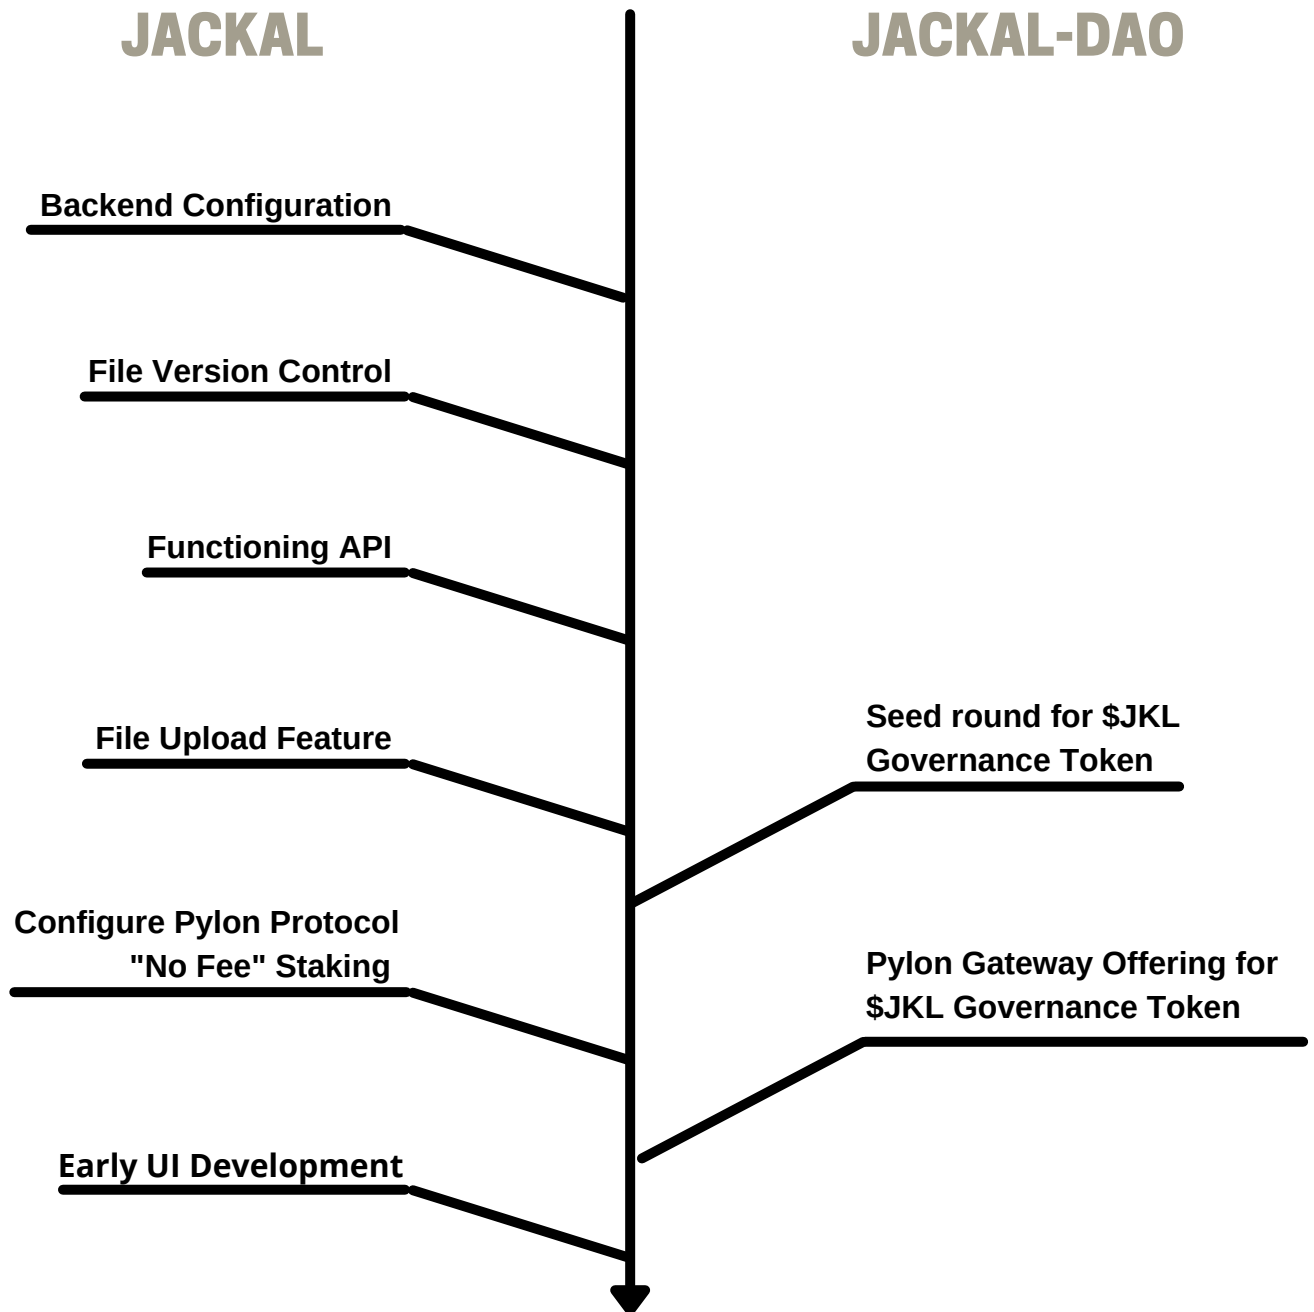 JACKAL
JACKAL-DAO
Backend Configuration
File Version Control
Functioning API
File Upload Feature
Seed round for $JKL
Governance Token
Configure Pylon Protocol
"No Fee" Staking
Pylon Gateway Offering for
$JKL Governance Token
Early UI Development